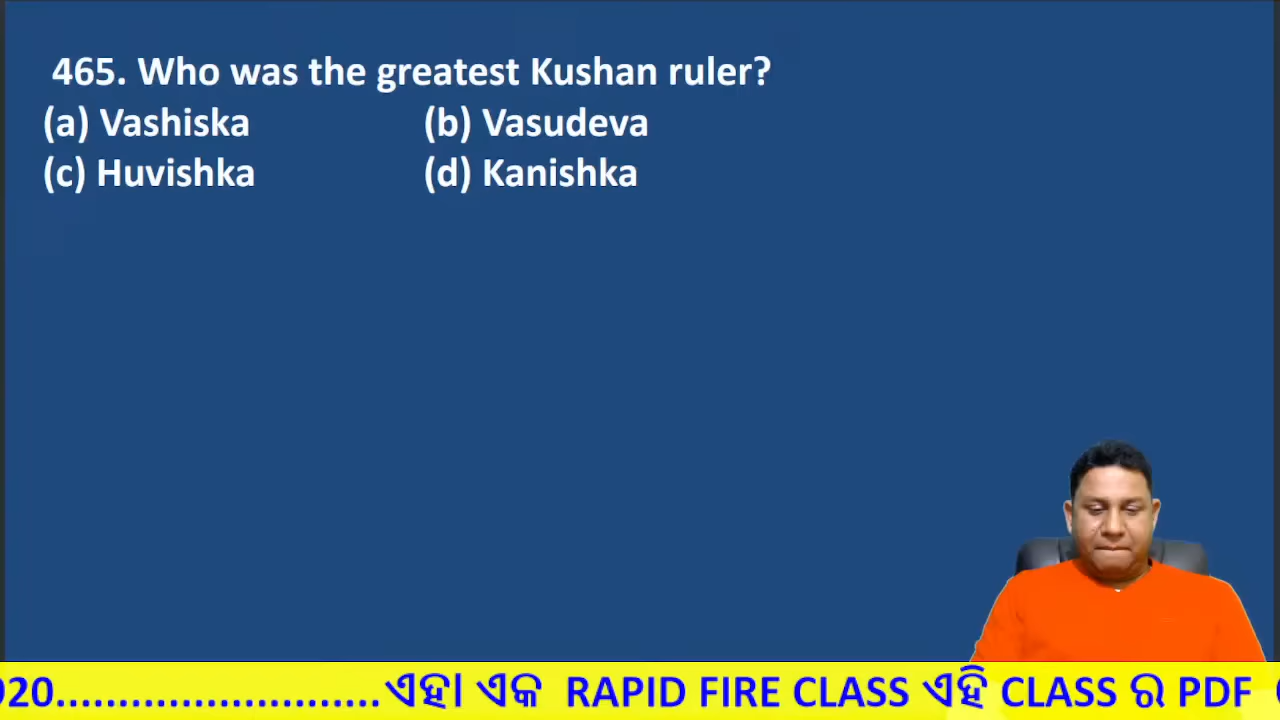 465. Who was the greatest Kushan ruler?
(a) Vashiska (b) Vasudeva
(c) Huvishka (d) Kanishka
020.......................... ଏହା ଏକ RAPID FIRE CLASS ଏହି CLASS ର PDF